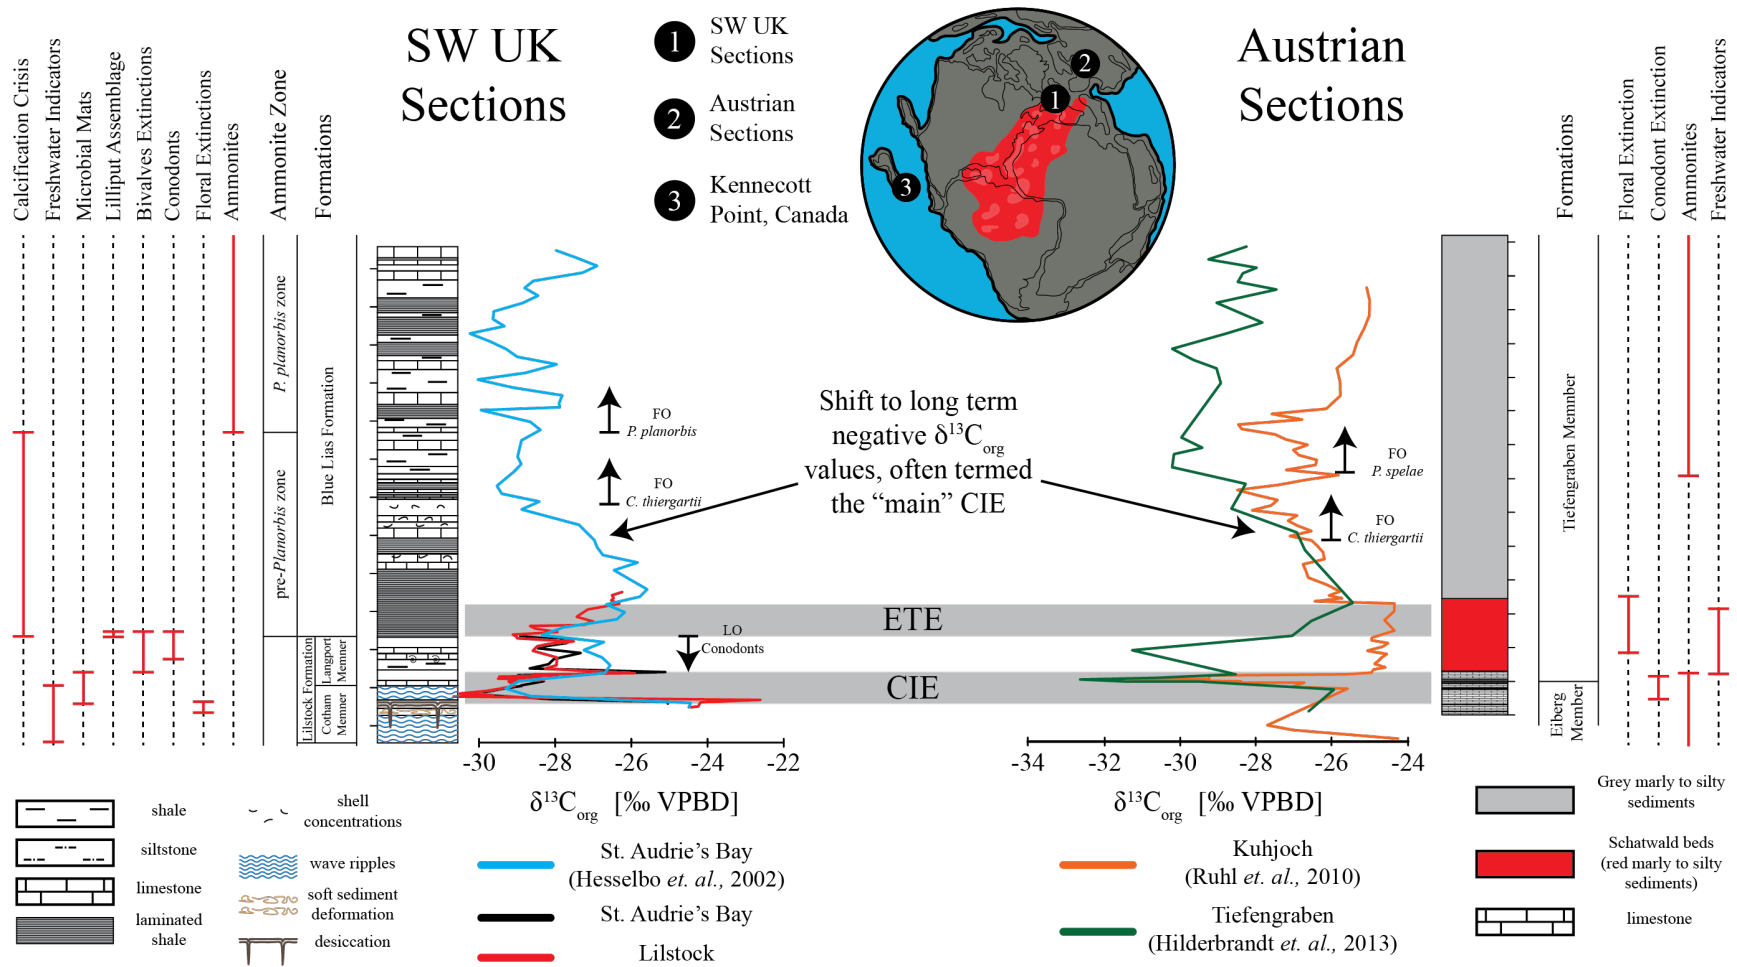 SW UK
Sections
1
SW UK
Sections
2
Austrian
Sections
3
Kennecott
Point, Canada
1
2
3
Austrian
Sections
Calcification Crisis
Freshwater Indicators
Microbial Mats
Lilliput Assemblage
Bivalves Extinctions
Conodonts
Floral Extinctions
Ammonites
Ammonite Zone
Formations
P. planorbis zone
pre-Planorbis zone
Blue Lias Formation
Lilstock Formation
Langport
Memner
Cotham
Memner
FO
P. planorbis
FO
C. thiergartii
Shift to long term
negative δ13Corg
values, often termed
the “main” CIE
ETE
LO
Conodonts
CIE
FO
P. spelae
FO
C. thiergartii
Formations
Floral Extinction
Conodont Extinction
Ammonites
Freshwater Indicators
Tiefengraben Memnber
Eiberg
Member
-30
-28
-26
-24
-22
δ13Corg [‰ VPBD]
-34
-32
-30
-28
-26
-24
δ13Corg [‰ VPBD]
shale
siltstone
limestone
laminated
shale
shell
concentrations
wave ripples
soft sediment
deformation
desiccation
St. Audrie’s Bay
(Hesselbo et. al., 2002)
St. Audrie’s Bay
Lilstock
Kuhjoch
(Ruhl et. al., 2010)
Tiefengraben
(Hilderbrandt et. al., 2013)
Grey marly to silty
sediments
Schatwald beds
(red marly to silty
sediments)
limestone